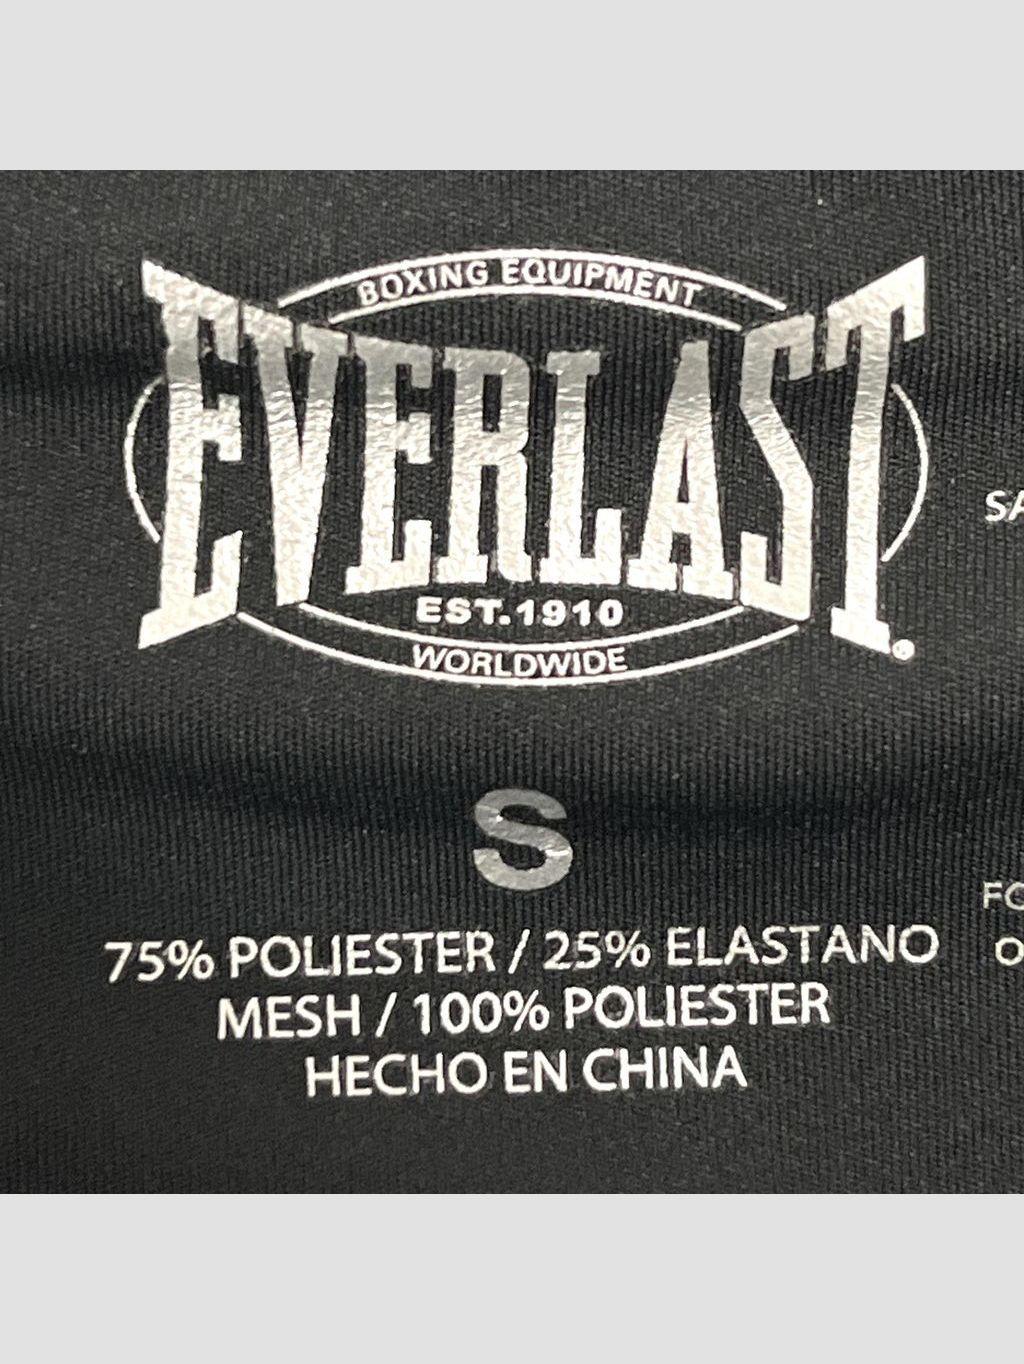 BOXING EQUIPMENT
EVERLAST®
EST.1910
WORLDWIDE
S
75% POLIESTER / 25% ELASTANO
MESH / 100% POLIESTER
HECHO EN CHINA